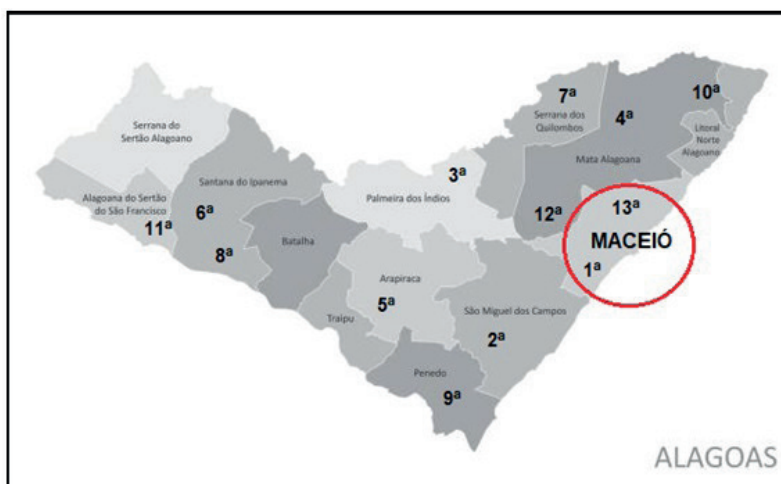 10ª
7ª
Serrana dos
Quilombos
4ª
Litoral
Norte
Alagoano
Serrana do
Sertão Alagoano
Mata Alagoana
3ª
Santana do Ipanema
Palmeira dos Índios
Alagoana do Sertão
do São Francisco
6ª
12ª
13ª
11ª
Batalha
MACEIÓ
8ª
1ª
Arapiraca
5ª
São Miguel dos Campos
Traipu
2ª
Penedo
9ª
ALAGOAS